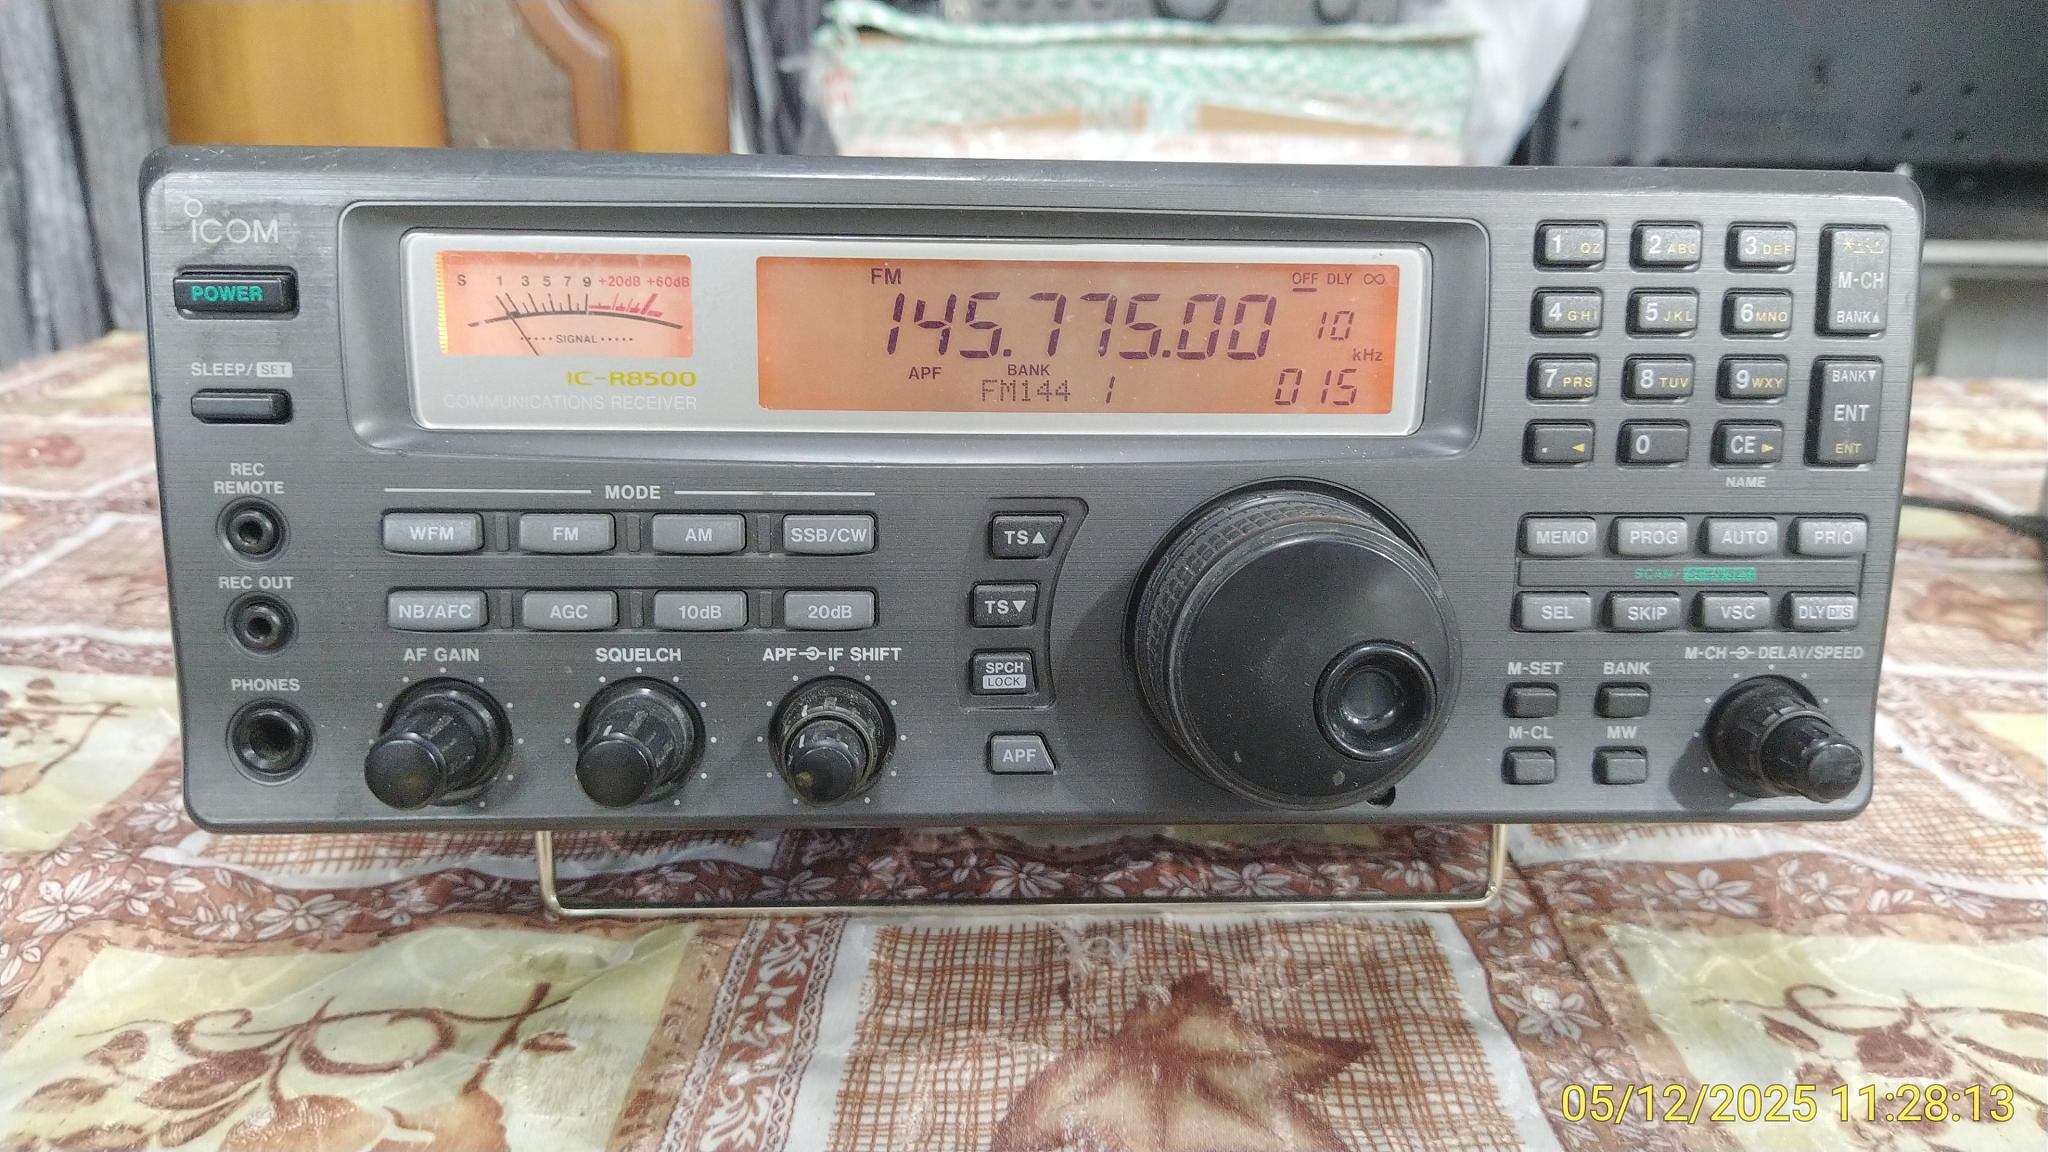 ICOM
POWER
SLEEP/ SET
REC
REMOTE
REC OUT
PHONES
S 1 3 5 7 9 +20dB +60dB
SIGNAL
IC-R8500
COMMUNICATIONS RECEIVER
FM OFF DLY ∞
145.775.00 10
kHz
APF BANK
FM144 1 015
MODE
WFM FM AM SSB/CW
NB/AFC AGC 10dB 20dB
AF GAIN SQUELCH APF IF SHIFT
TS▲
TS▼
SPCH
LOCK
APF
1 QZ 2 ABC 3 DEF
4 GHI 5 JKL 6 MNO
7 PRS 8 TUV 9 WXY
. ◄ 0 CE ►
NAME
M-CH
BANK▲
BANK▼
ENT
ENT
MEMO PROG AUTO PRIO
SCAN/
SEL SKIP VSC DLY D/S
M-CH DELAY/SPEED
M-SET BANK
M-CL MW
05/12/2025 11:28:13